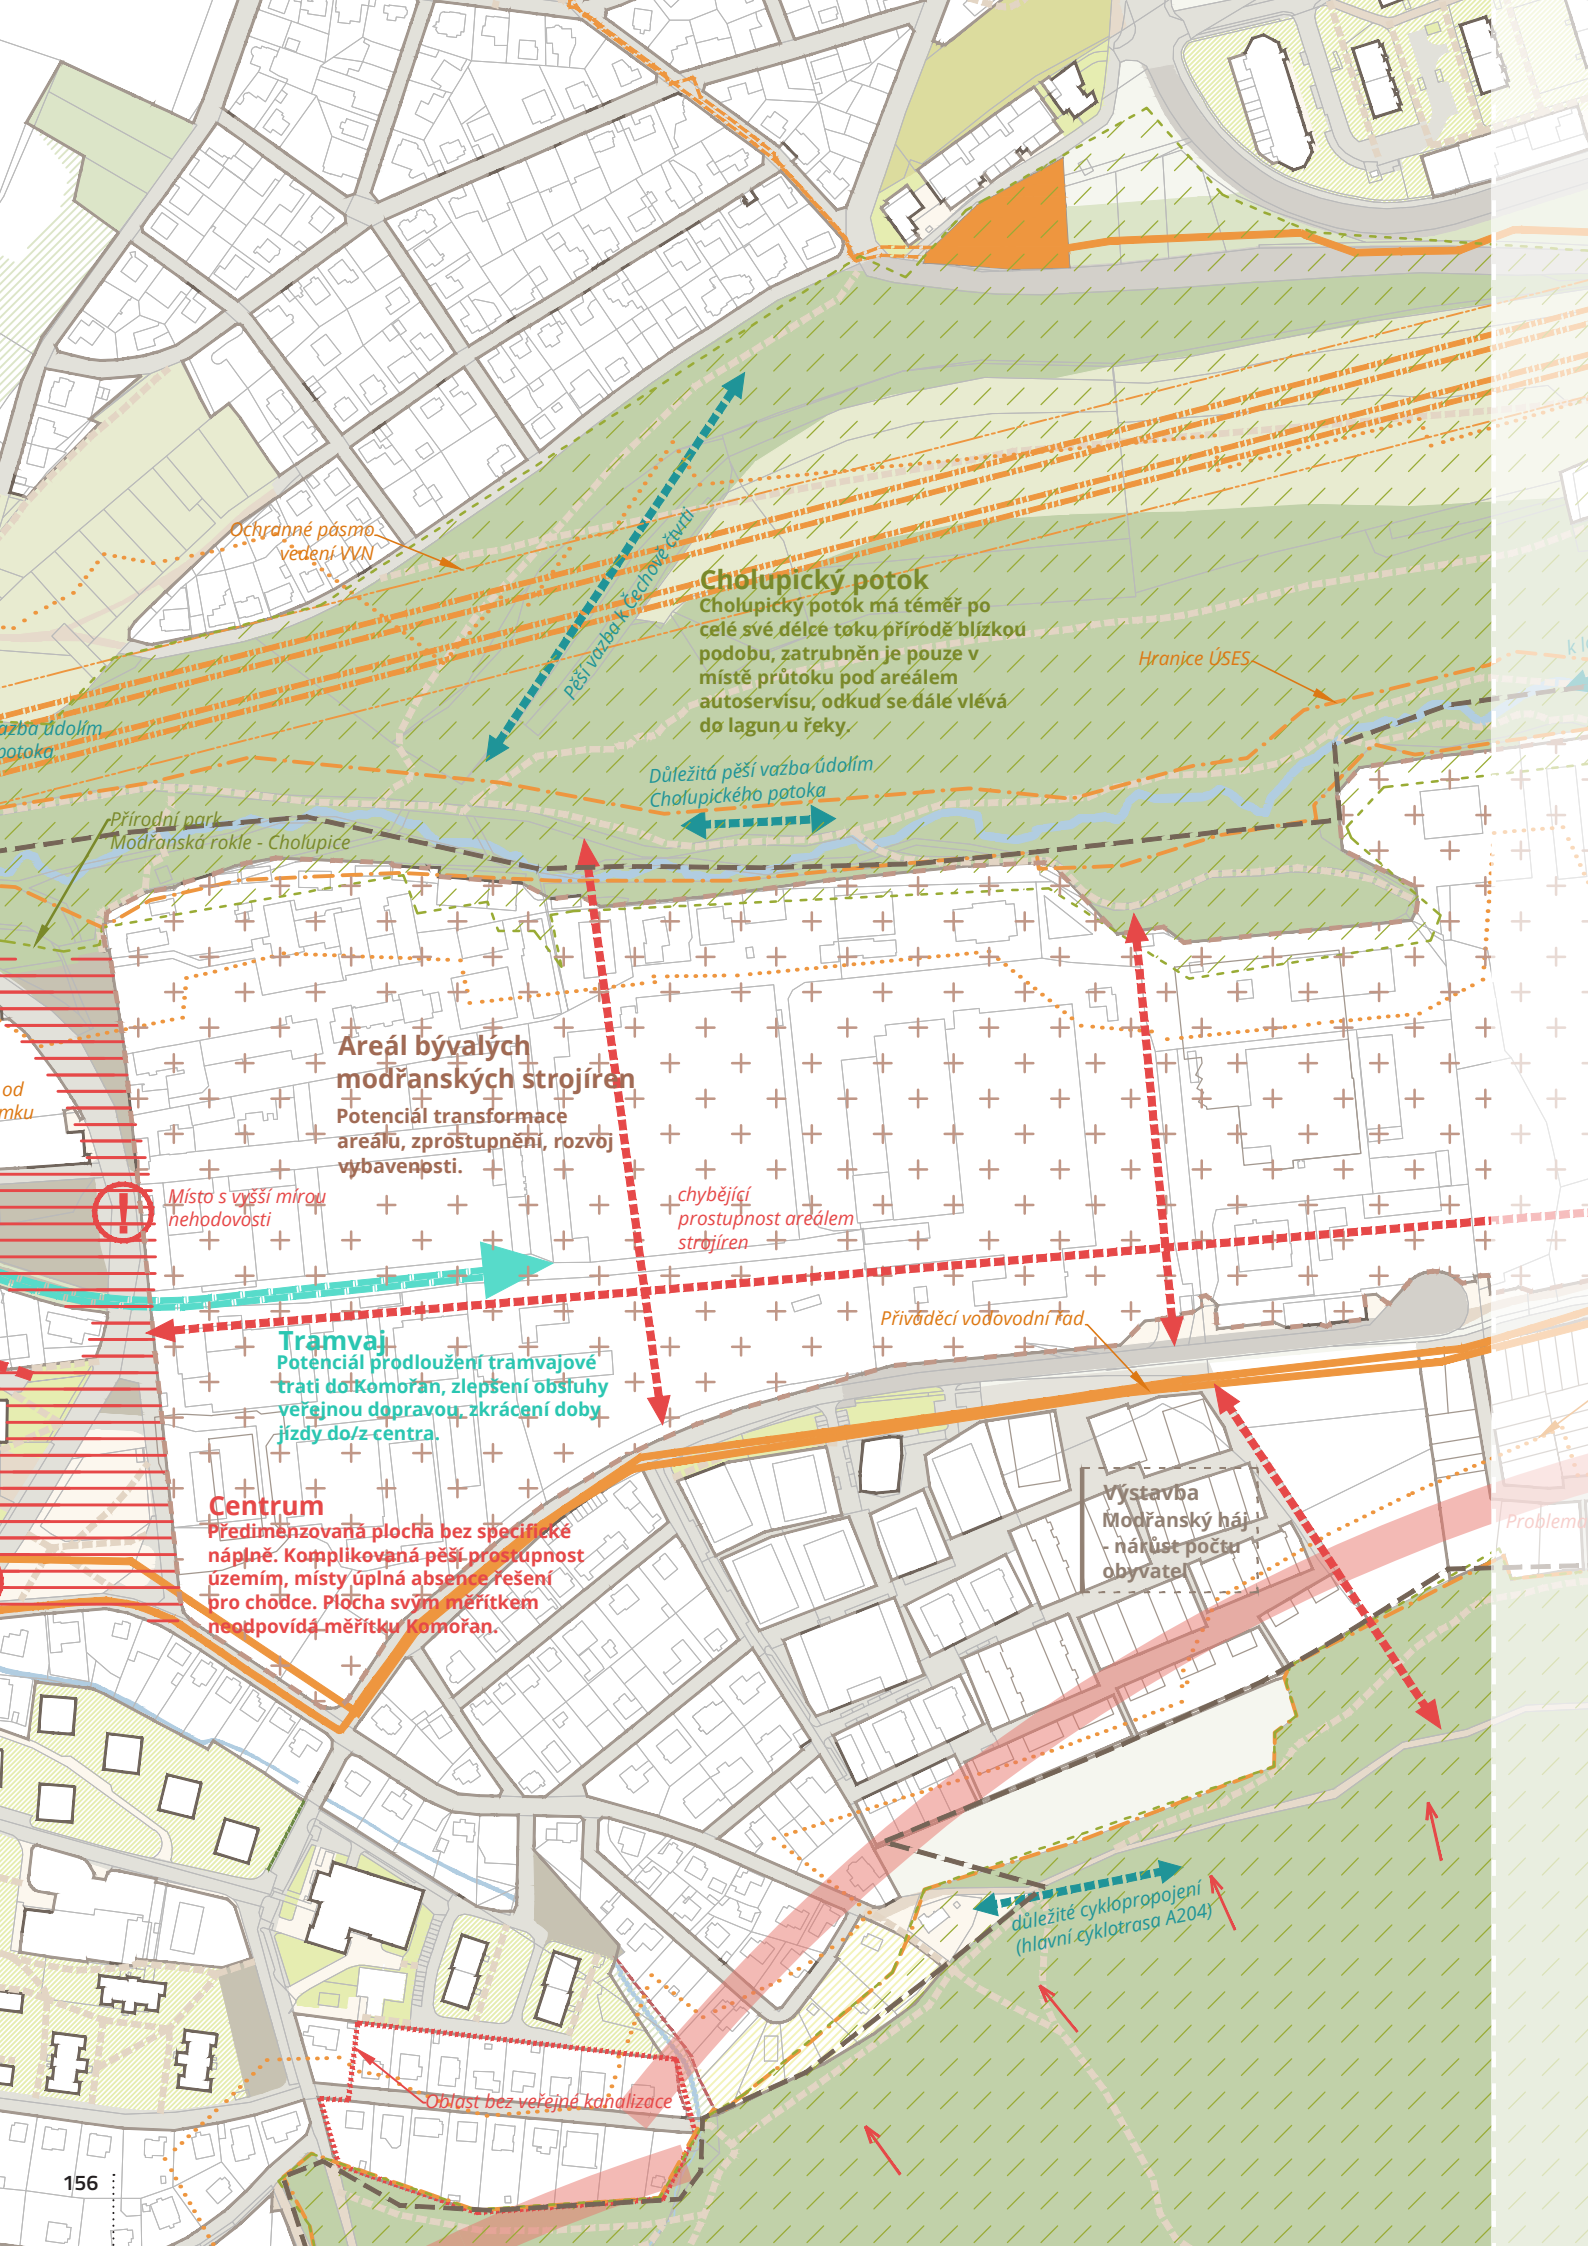 Ochranné pásmo
vedení VVN
Pěší vazba k Čechově čtvrti
Cholupický potok
Cholupický potok má téměř po
celé své délce toku přírodě blízkou
podobu, zatrubněn je pouze v
místě průtoku pod areálem
autoservisu, odkud se dále vlévá
do lagun u řeky.
Hranice ÚSES
údolím
potoka
Důležitá pěší vazba údolím
Cholupického potoka
Přírodní park
Modřanská rokle - Cholupice
Areál bývalých
modřanských strojíren
Potenciál transformace
areálu, zprostupnění, rozvoj
vybavenosti.
od
Místo s vyšší mírou
nehodovosti
chybějící
prostupnost areálem
strojíren
Přiváděcí vodovodní řad
Tramvaj
Potenciál prodloužení tramvajové
trati do Komořan, zlepšení obsluhy
veřejnou dopravou, zkrácení doby
jízdy do/z centra.
Centrum
Předimenzovaná plocha bez specifické
náplně. Komplikovaná pěší prostupnost
územím, místy úplná absence řešení
pro chodce. Plocha svým měřítkem
neodpovídá měřítku Komořan.
Výstavba
Modřanský háj
- nárůst počtu
obyvatel
důležité cyklopropojení
(hlavní cyklotrasa A204)
Oblast bez veřejné kanalizace
156